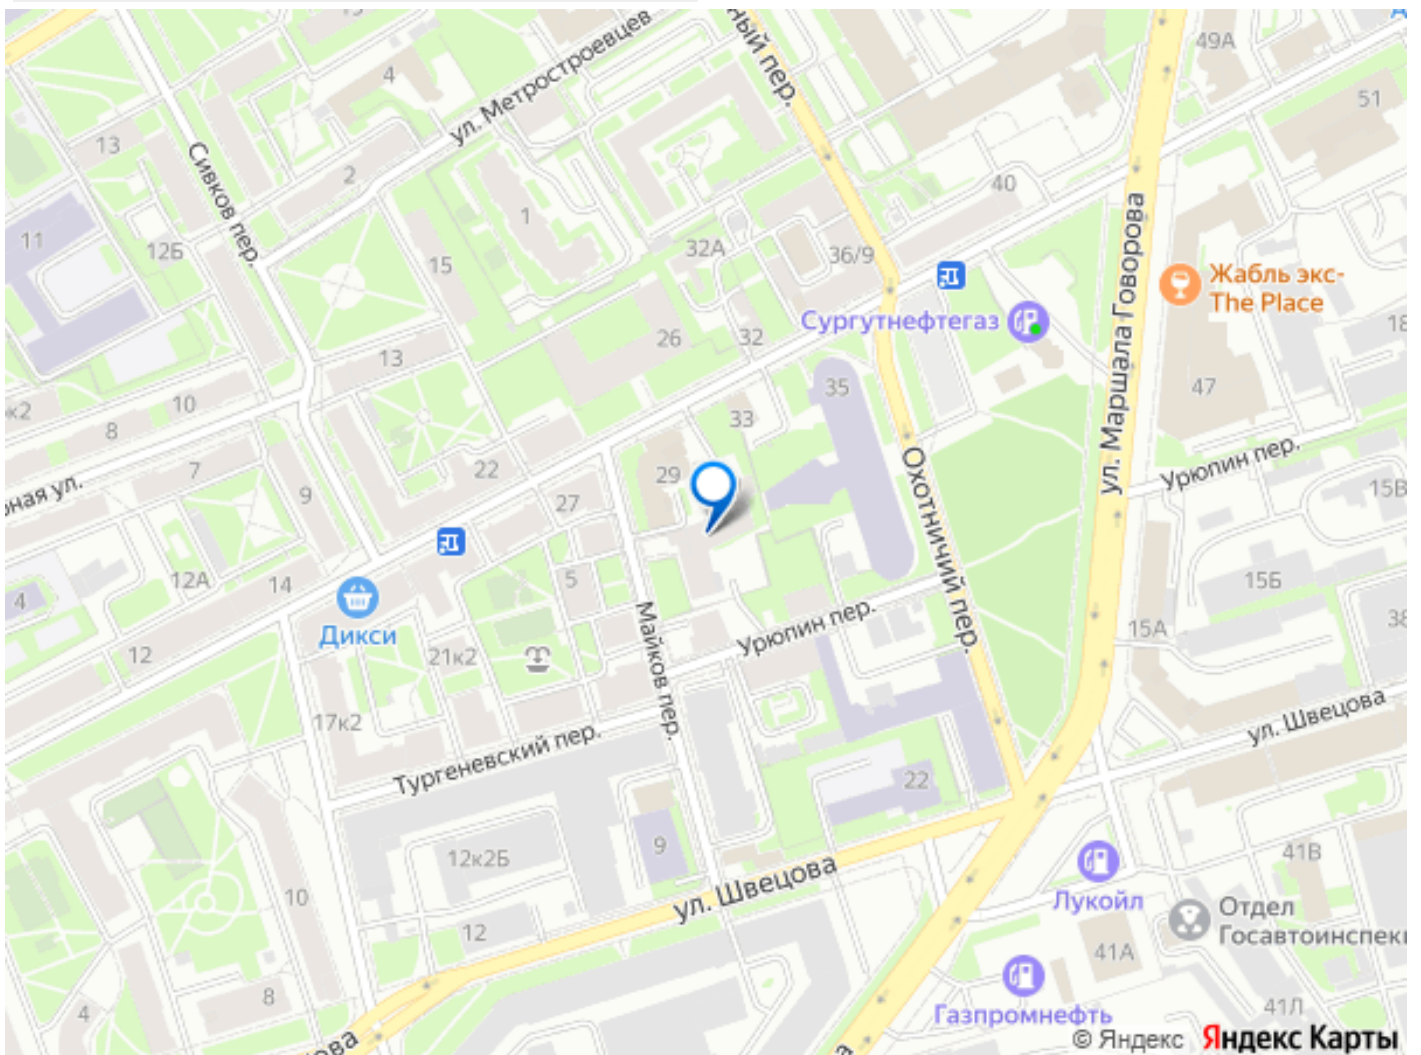 ный пер.
49А
51
ул. Метростроевцев
4
13
2
Сивков пер.
40
1
11
12Б
15
32А
36/9
ул. Маршала Говорова
Жабль экс-
The Place
Сургутнефтегаз
18
26
32
13
35
47
к2
10
33
8
Охотничий пер.
Урюпин пер.
7
22
29
15В
ная ул.
9
27
12А
14
5
15Б
4
Дикси
Майков пер.
Урюпин пер.
15А
38
12
21к2
17к2
ул. Швецова
Тургеневский пер.
22
9
12к2Б
41В
ул. Швецова
10
Лукойл
Отдел
Госавтоинспек
12
41А
8
4
Газпромнефть
41Л
ова
а
© Яндекс Яндекс Карты